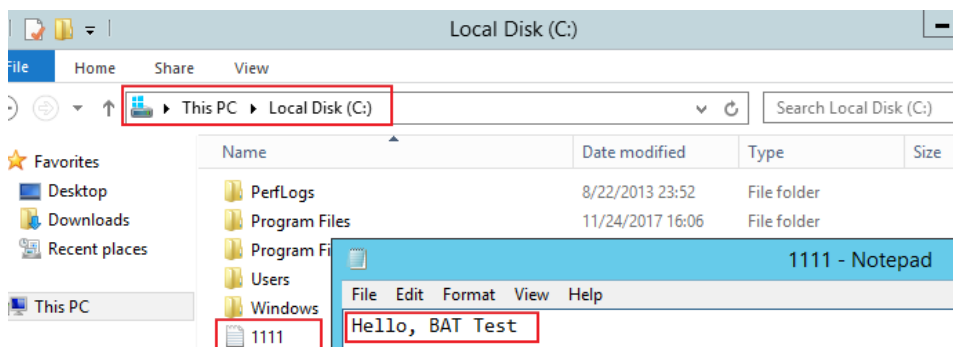 Local Disk (C:)
File Home Share View
This PC Local Disk (C:) Search Local Disk (C:)
Name Date modified Type Size
Favorites
Desktop PerfLogs 8/22/2013 23:52 File folder
Downloads Program Files 11/24/2017 16:06 File folder
Recent places Program Fi
1111 - Notepad
Users
File Edit Format View Help
This PC Windows
Hello, BAT Test
1111